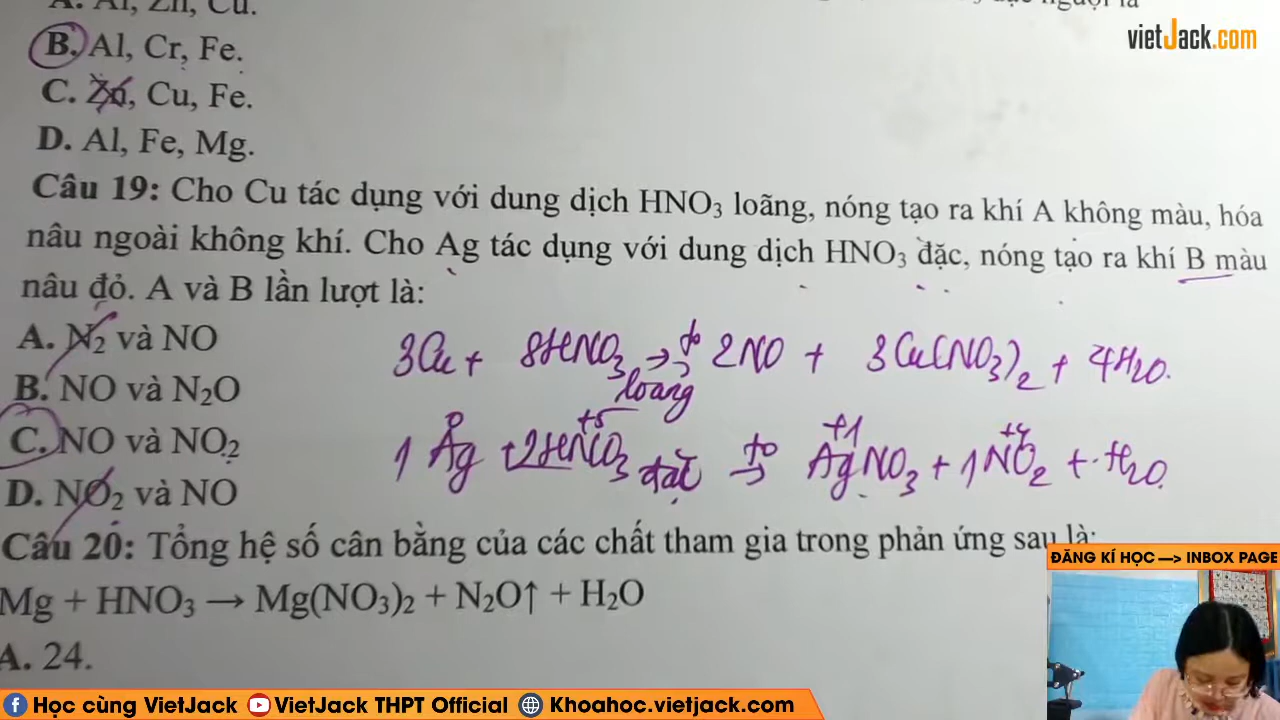 A. Al, Zn, Cu.
vietJack.com
B. Al, Cr, Fe.
C. Zn, Cu, Fe.
D. Al, Fe, Mg.
Câu 19: Cho Cu tác dụng với dung dịch HNO₃ loãng, nóng tạo ra khí A không màu, hóa
nâu ngoài không khí. Cho Ag tác dụng với dung dịch HNO₃ đặc, nóng tạo ra khí B màu
nâu đỏ. A và B lần lượt là:
A. N₂ và NO
3Cu + 8HNO₃ loãng →t° 2NO + 3Cu(NO₃)₂ + 4H₂O.
B. NO và N₂O
C. NO và NO₂
1 Ag⁰ + 2HN⁺⁵O₃ đặc →t° Ag⁺¹NO₃ + 1N⁺⁴O₂ + H₂O.
D. NO₂ và NO
Câu 20: Tổng hệ số cân bằng của các chất tham gia trong phản ứng sau là:
Mg + HNO₃ → Mg(NO₃)₂ + N₂O↑ + H₂O
A. 24.
ĐĂNG KÍ HỌC —> INBOX PAGE
Học cùng VietJack VietJack THPT Official Khoahoc.vietjack.com